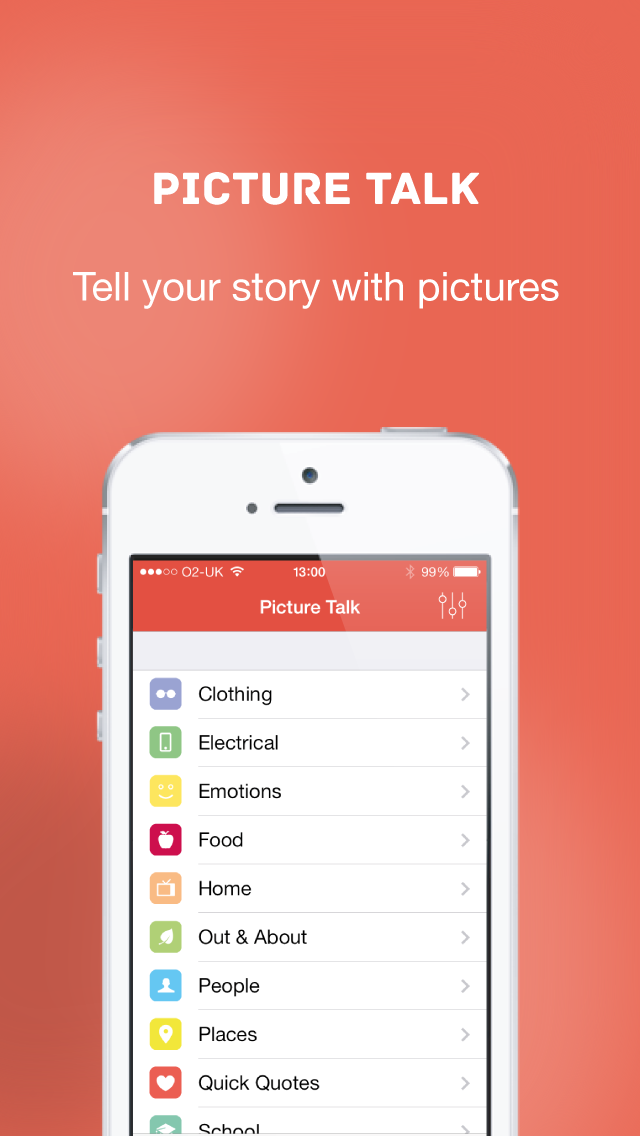 PICTURE TALK
Tell your story with pictures
O2-UK 13:00 99%
Picture Talk
Clothing
Electrical
Emotions
Food
Home
Out & About
People
Places
Quick Quotes
School